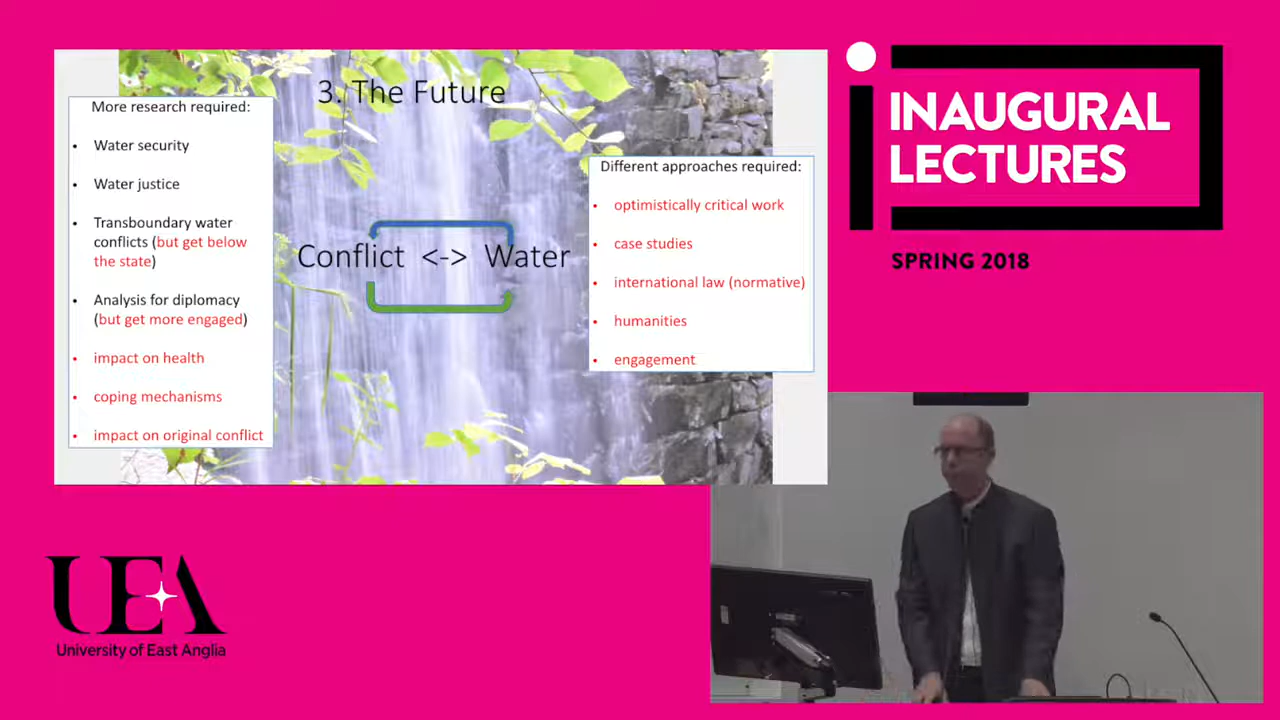 3. The Future
More research required:
• Water security
• Water justice
• Transboundary water
conflicts (but get below
the state)
• Analysis for diplomacy
(but get more engaged)
• impact on health
• coping mechanisms
• impact on original conflict
Conflict <-> Water
Different approaches required:
• optimistically critical work
• case studies
• international law (normative)
• humanities
• engagement
INAUGURAL
LECTURES
SPRING 2018
UEA
University of East Anglia